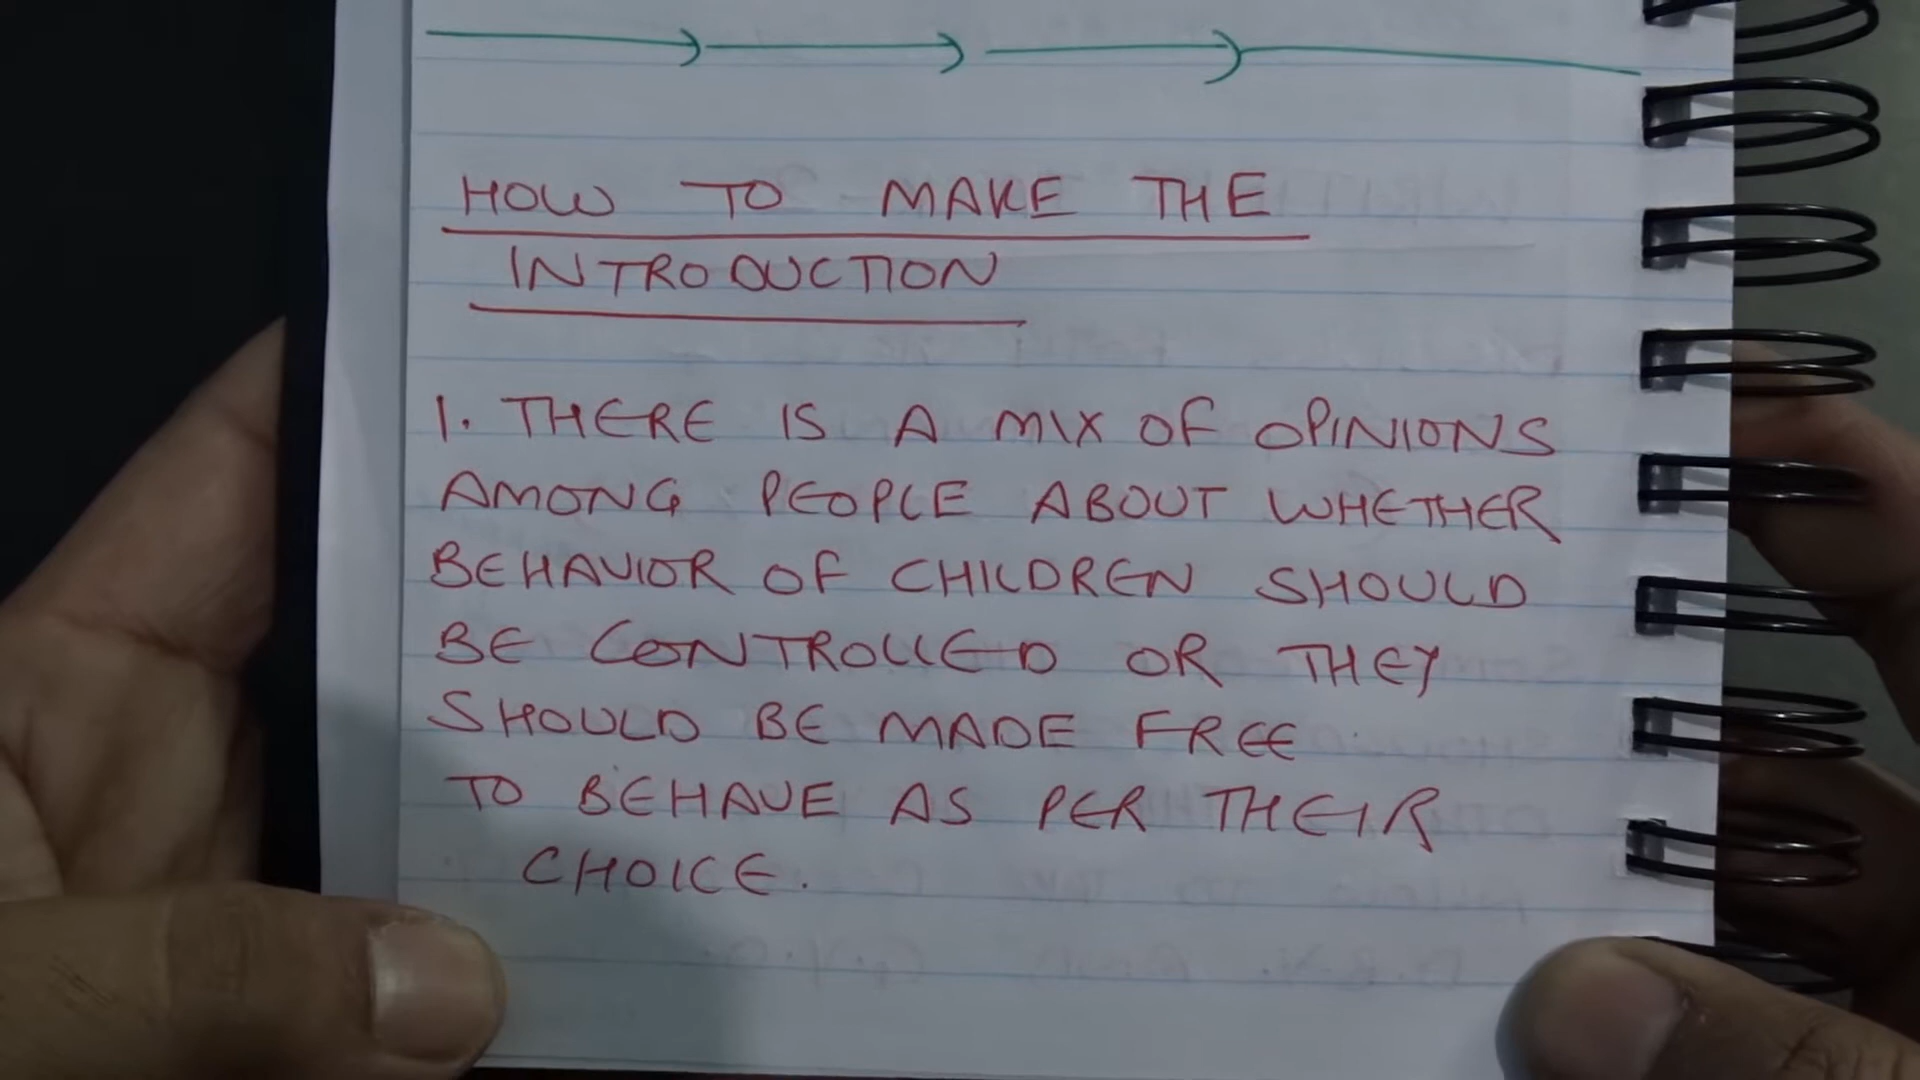 HOW TO MAKE THE
INTRODUCTION
1. THERE IS A MIX OF OPINIONS
AMONG PEOPLE ABOUT WHETHER
BEHAVIOR OF CHILDREN SHOULD
BE CONTROLLED OR THEY
SHOULD BE MADE FREE
TO BEHAVE AS PER THEIR
CHOICE.